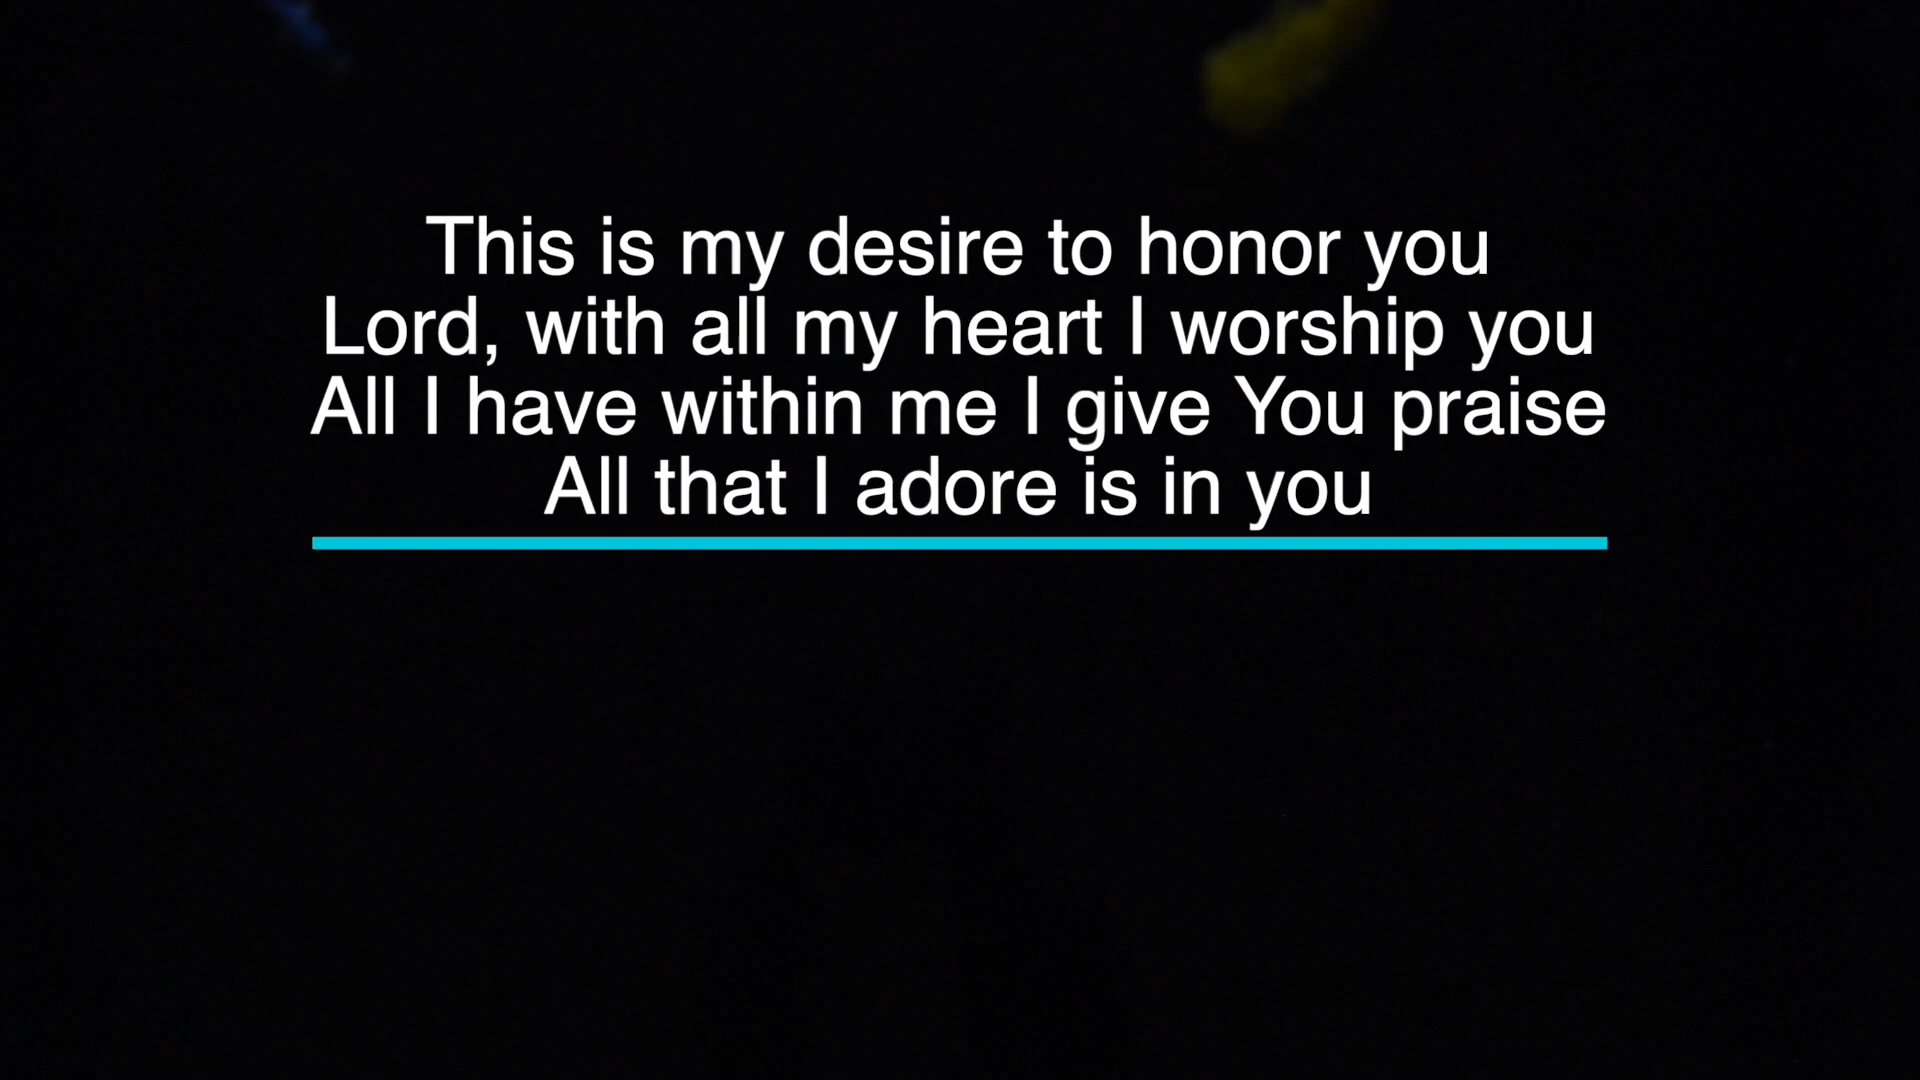 This is my desire to honor you
Lord, with all my heart I worship you
All I have within me I give You praise
All that I adore is in you